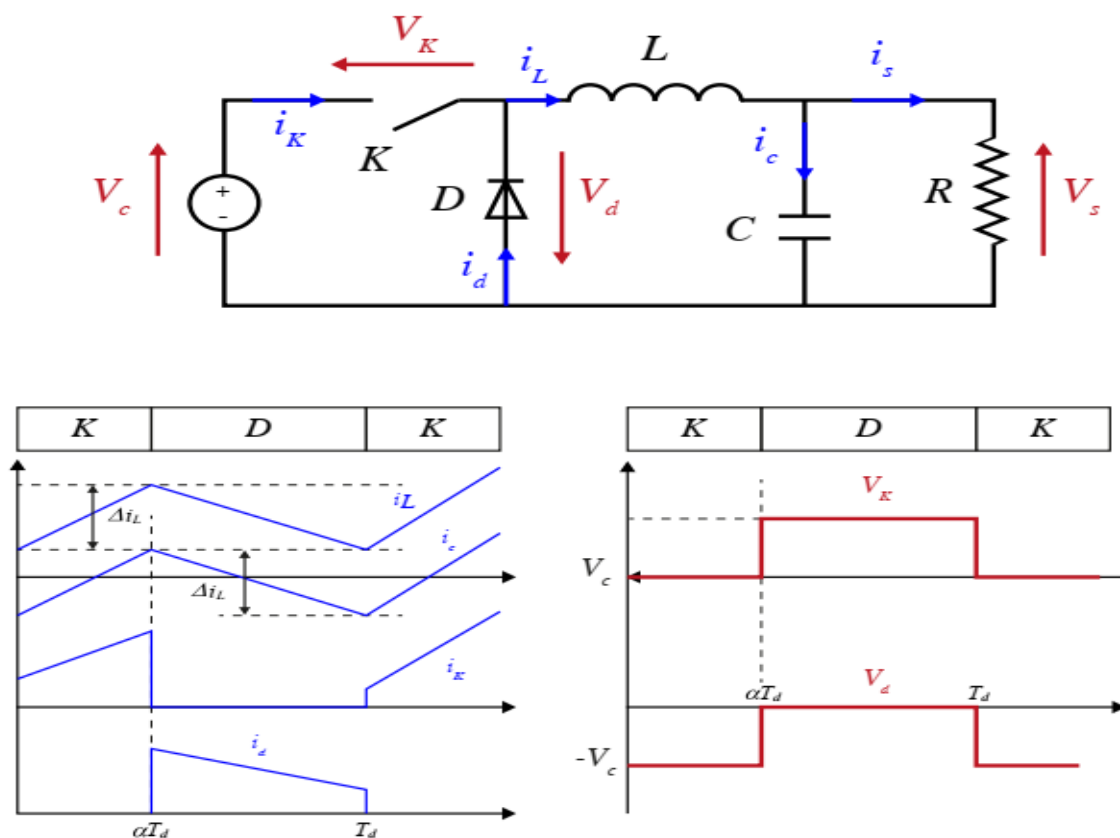 V_K
i_L
L
i_s
i_K
K
i_c
V_c
+
-
D
V_d
C
R
V_s
i_d
K D K
K D K
iL
V_K
Δi_L
i_c
Δi_L
V_c
i_K
αT_d
V_d
T_d
-V_c
i_d
αT_d
T_d